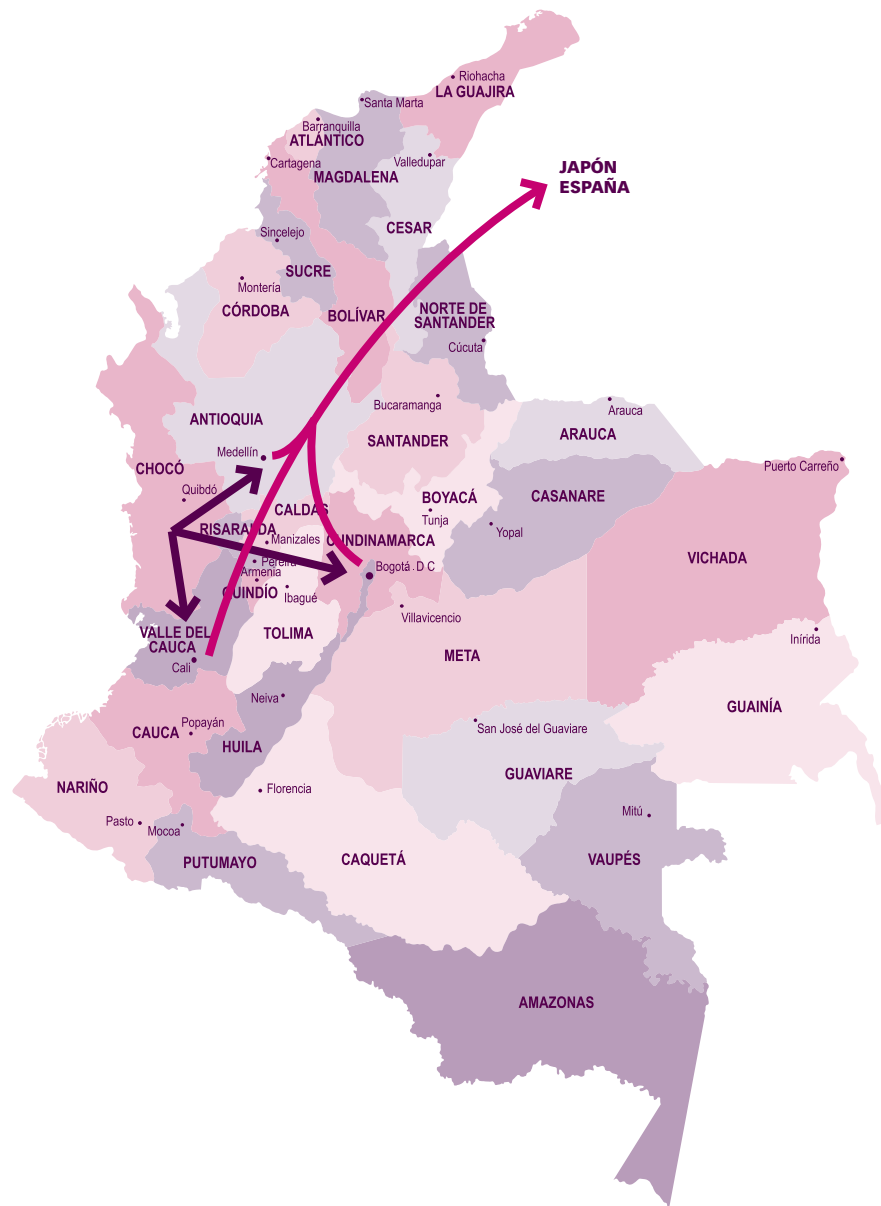 Riohacha
LA GUAJIRA
Santa Marta
Barranquilla
ATLÁNTICO
Cartagena
Valledupar
MAGDALENA
JAPÓN
ESPAÑA
CESAR
Sincelejo
SUCRE
Montería
CÓRDOBA
BOLÍVAR
NORTE DE
SANTANDER
Cúcuta
Bucaramanga
Arauca
ANTIOQUIA
SANTANDER
ARAUCA
Medellín
CHOCÓ
Puerto Carreño
Quibdó
BOYACÁ
CASANARE
CALDAS
Tunja
RISARALDA
Yopal
Manizales
CUNDINAMARCA
VICHADA
Pereira
Bogotá. D C
Armenia
QUINDÍO
Ibagué
Villavicencio
VALLE DEL
CAUCA
TOLIMA
Inírida
Cali
META
Neiva
GUAINÍA
Popayán
CAUCA
San José del Guaviare
HUILA
GUAVIARE
NARIÑO
Florencia
Pasto
Mocoa
Mitú
PUTUMAYO
CAQUETÁ
VAUPÉS
AMAZONAS